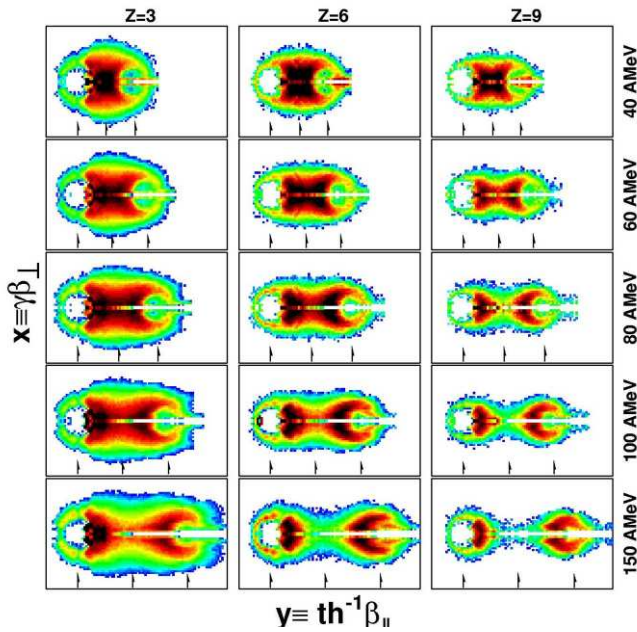 Z=3 Z=6 Z=9
40 AMeV
60 AMeV
80 AMeV
100 AMeV
150 AMeV
x≡γβ⊥
y≡ th⁻¹β∥